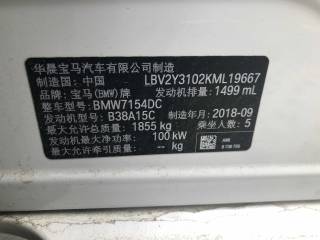 华晨宝马汽车有限公司制造
制造国：中国 LBV2Y3102KML19667
品牌：宝马(BMW)牌 发动机排量：1499 mL
整车型号：BMW7154DC
发动机型号：B38A15C 制造年月：2018-09
最大允许总质量：1855 kg 乘坐人数：5
发动机最大净功率：100 kW
最大允许牵引质量：-- kg